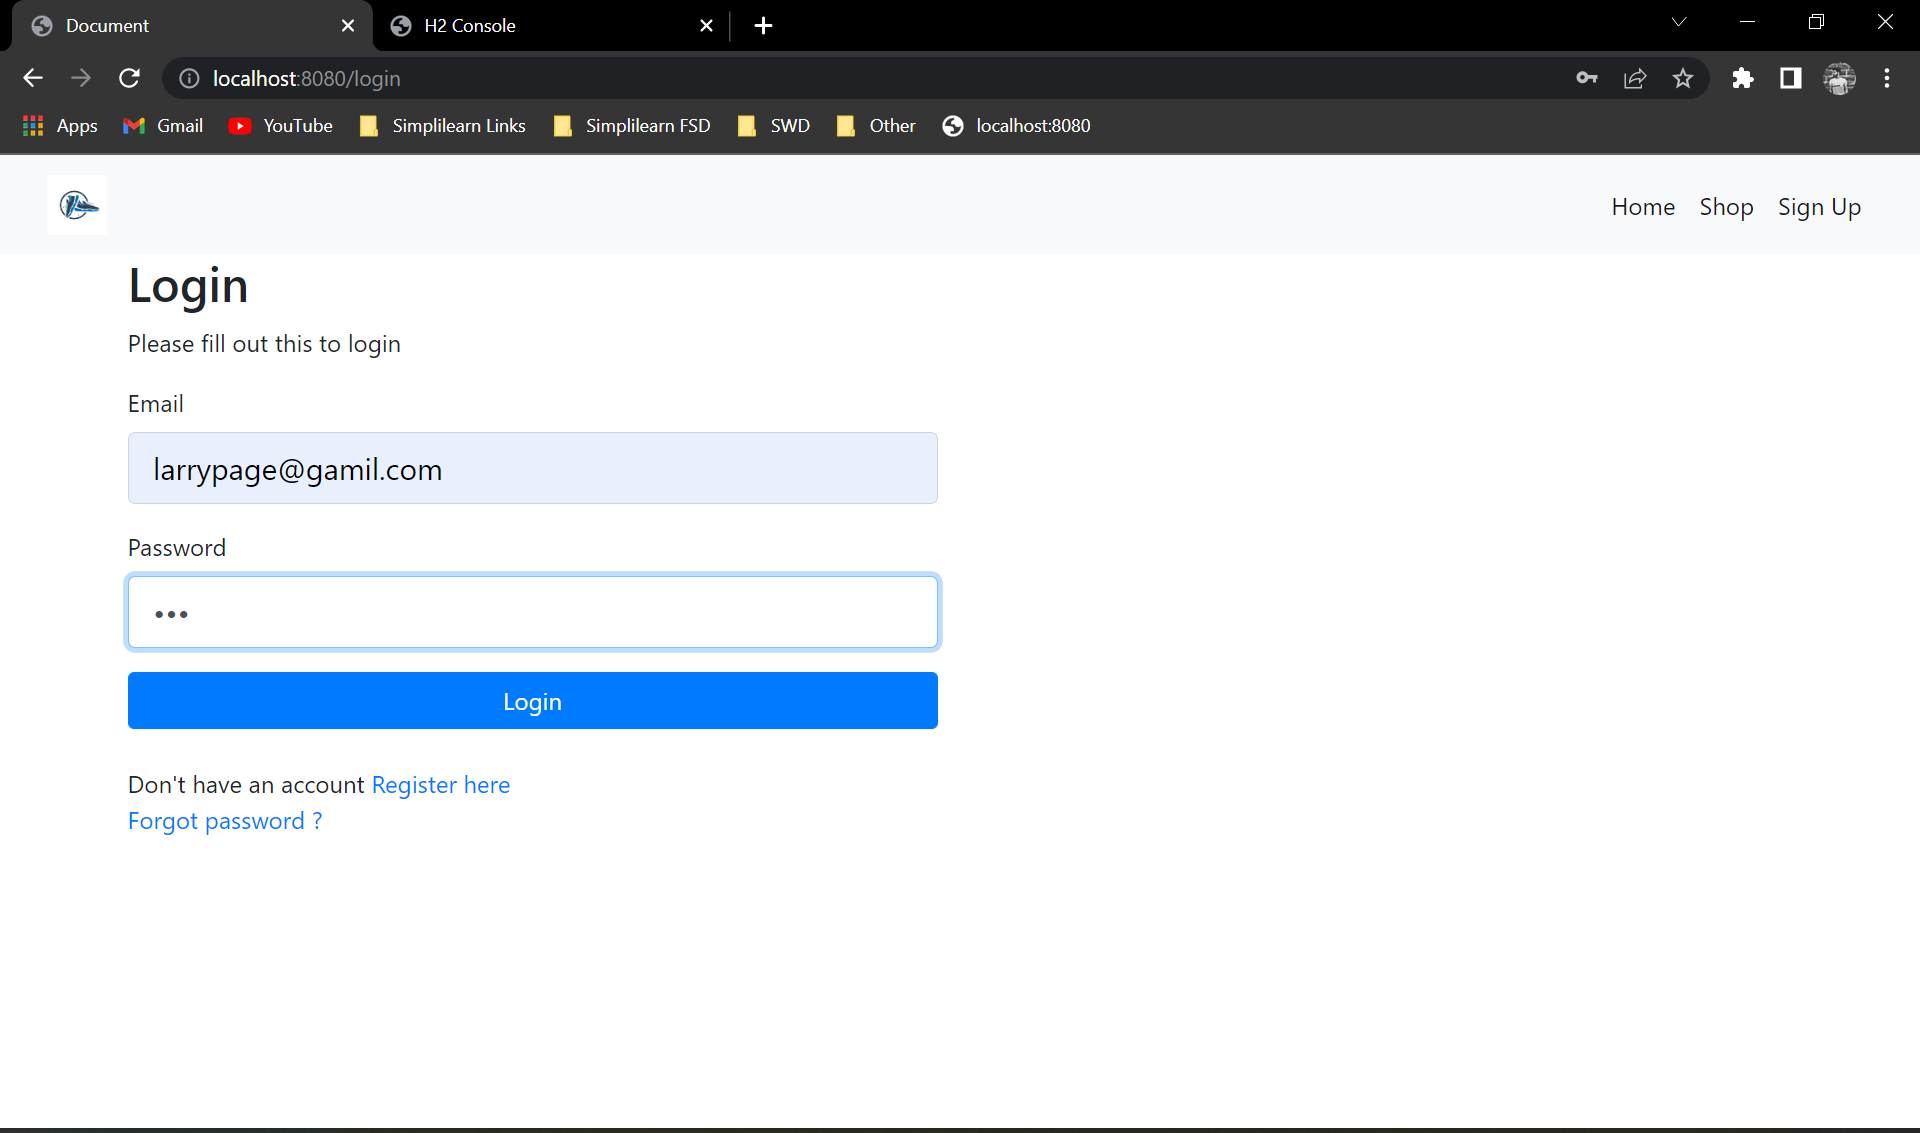 Document
H2 Console
localhost:8080/login
Apps
Gmail
YouTube
Simplilearn Links
Simplilearn FSD
SWD
Other
localhost:8080
Home
Shop
Sign Up
Login
Please fill out this to login
Email
larrypage@gamil.com
Password
•••
Login
Don't have an account Register here
Forgot password ?